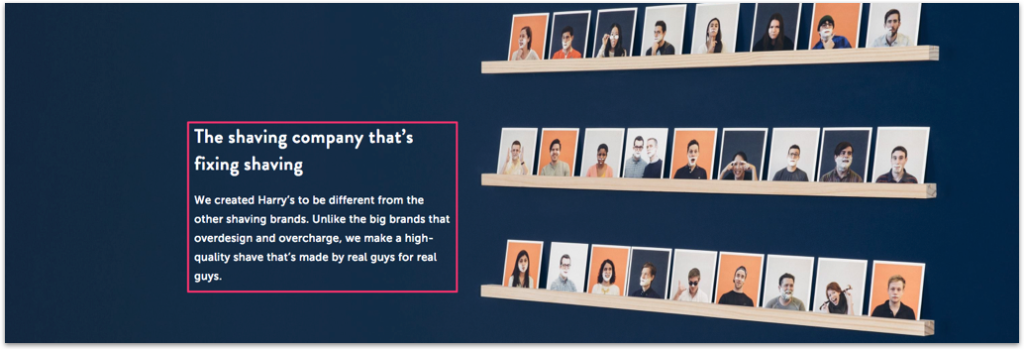 The shaving company that's
fixing shaving
We created Harry's to be different from the
other shaving brands. Unlike the big brands that
overdesign and overcharge, we make a high-
quality shave that's made by real guys for real
guys.